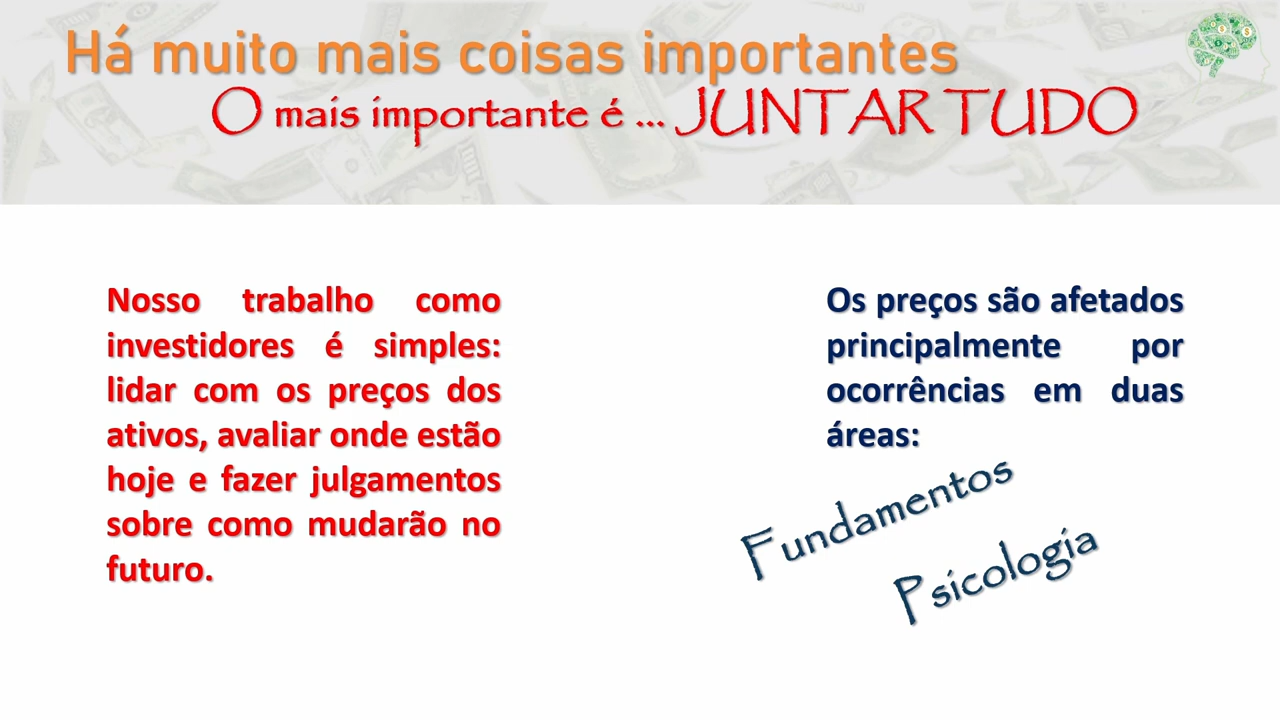 Há muito mais coisas importantes
O mais importante é ... JUNTAR TUDO
Nosso trabalho como
investidores é simples:
lidar com os preços dos
ativos, avaliar onde estão
hoje e fazer julgamentos
sobre como mudarão no
futuro.
Os preços são afetados
principalmente por
ocorrências em duas
áreas:
Fundamentos
Psicologia